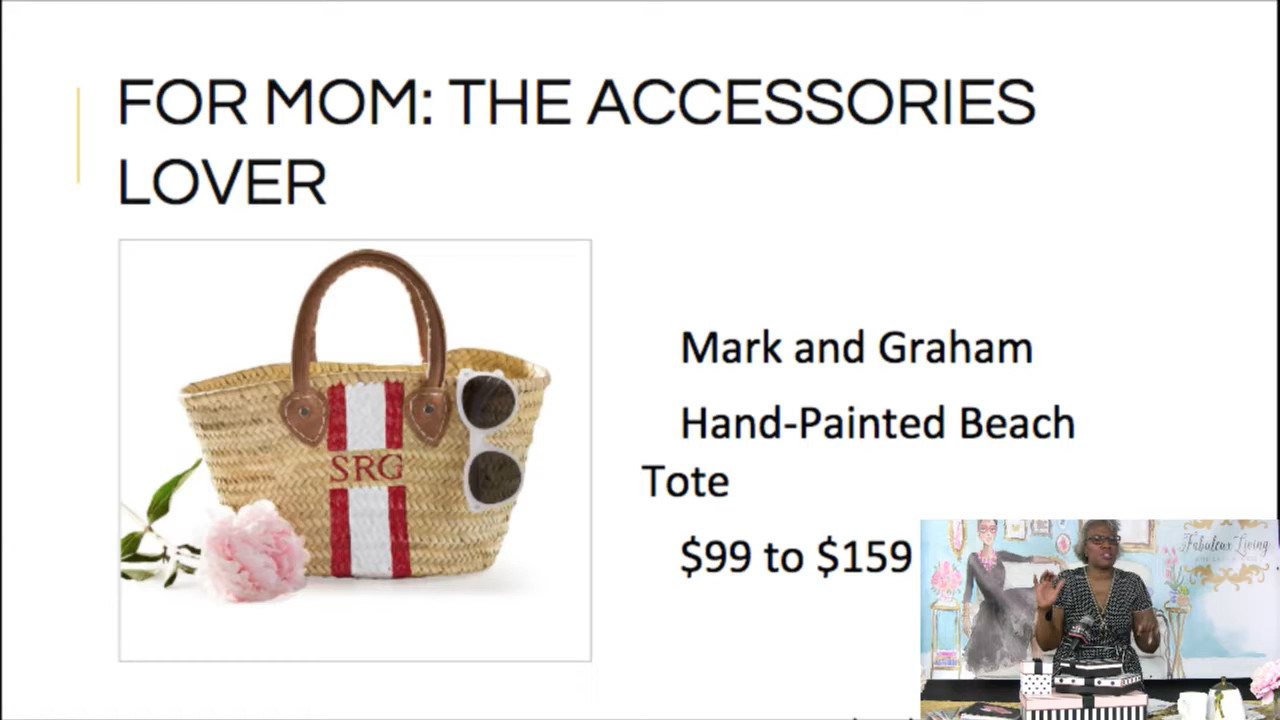 FOR MOM: THE ACCESSORIES
LOVER
SRG
Mark and Graham
Hand-Painted Beach
Tote
$99 to $159
Fabulous Living